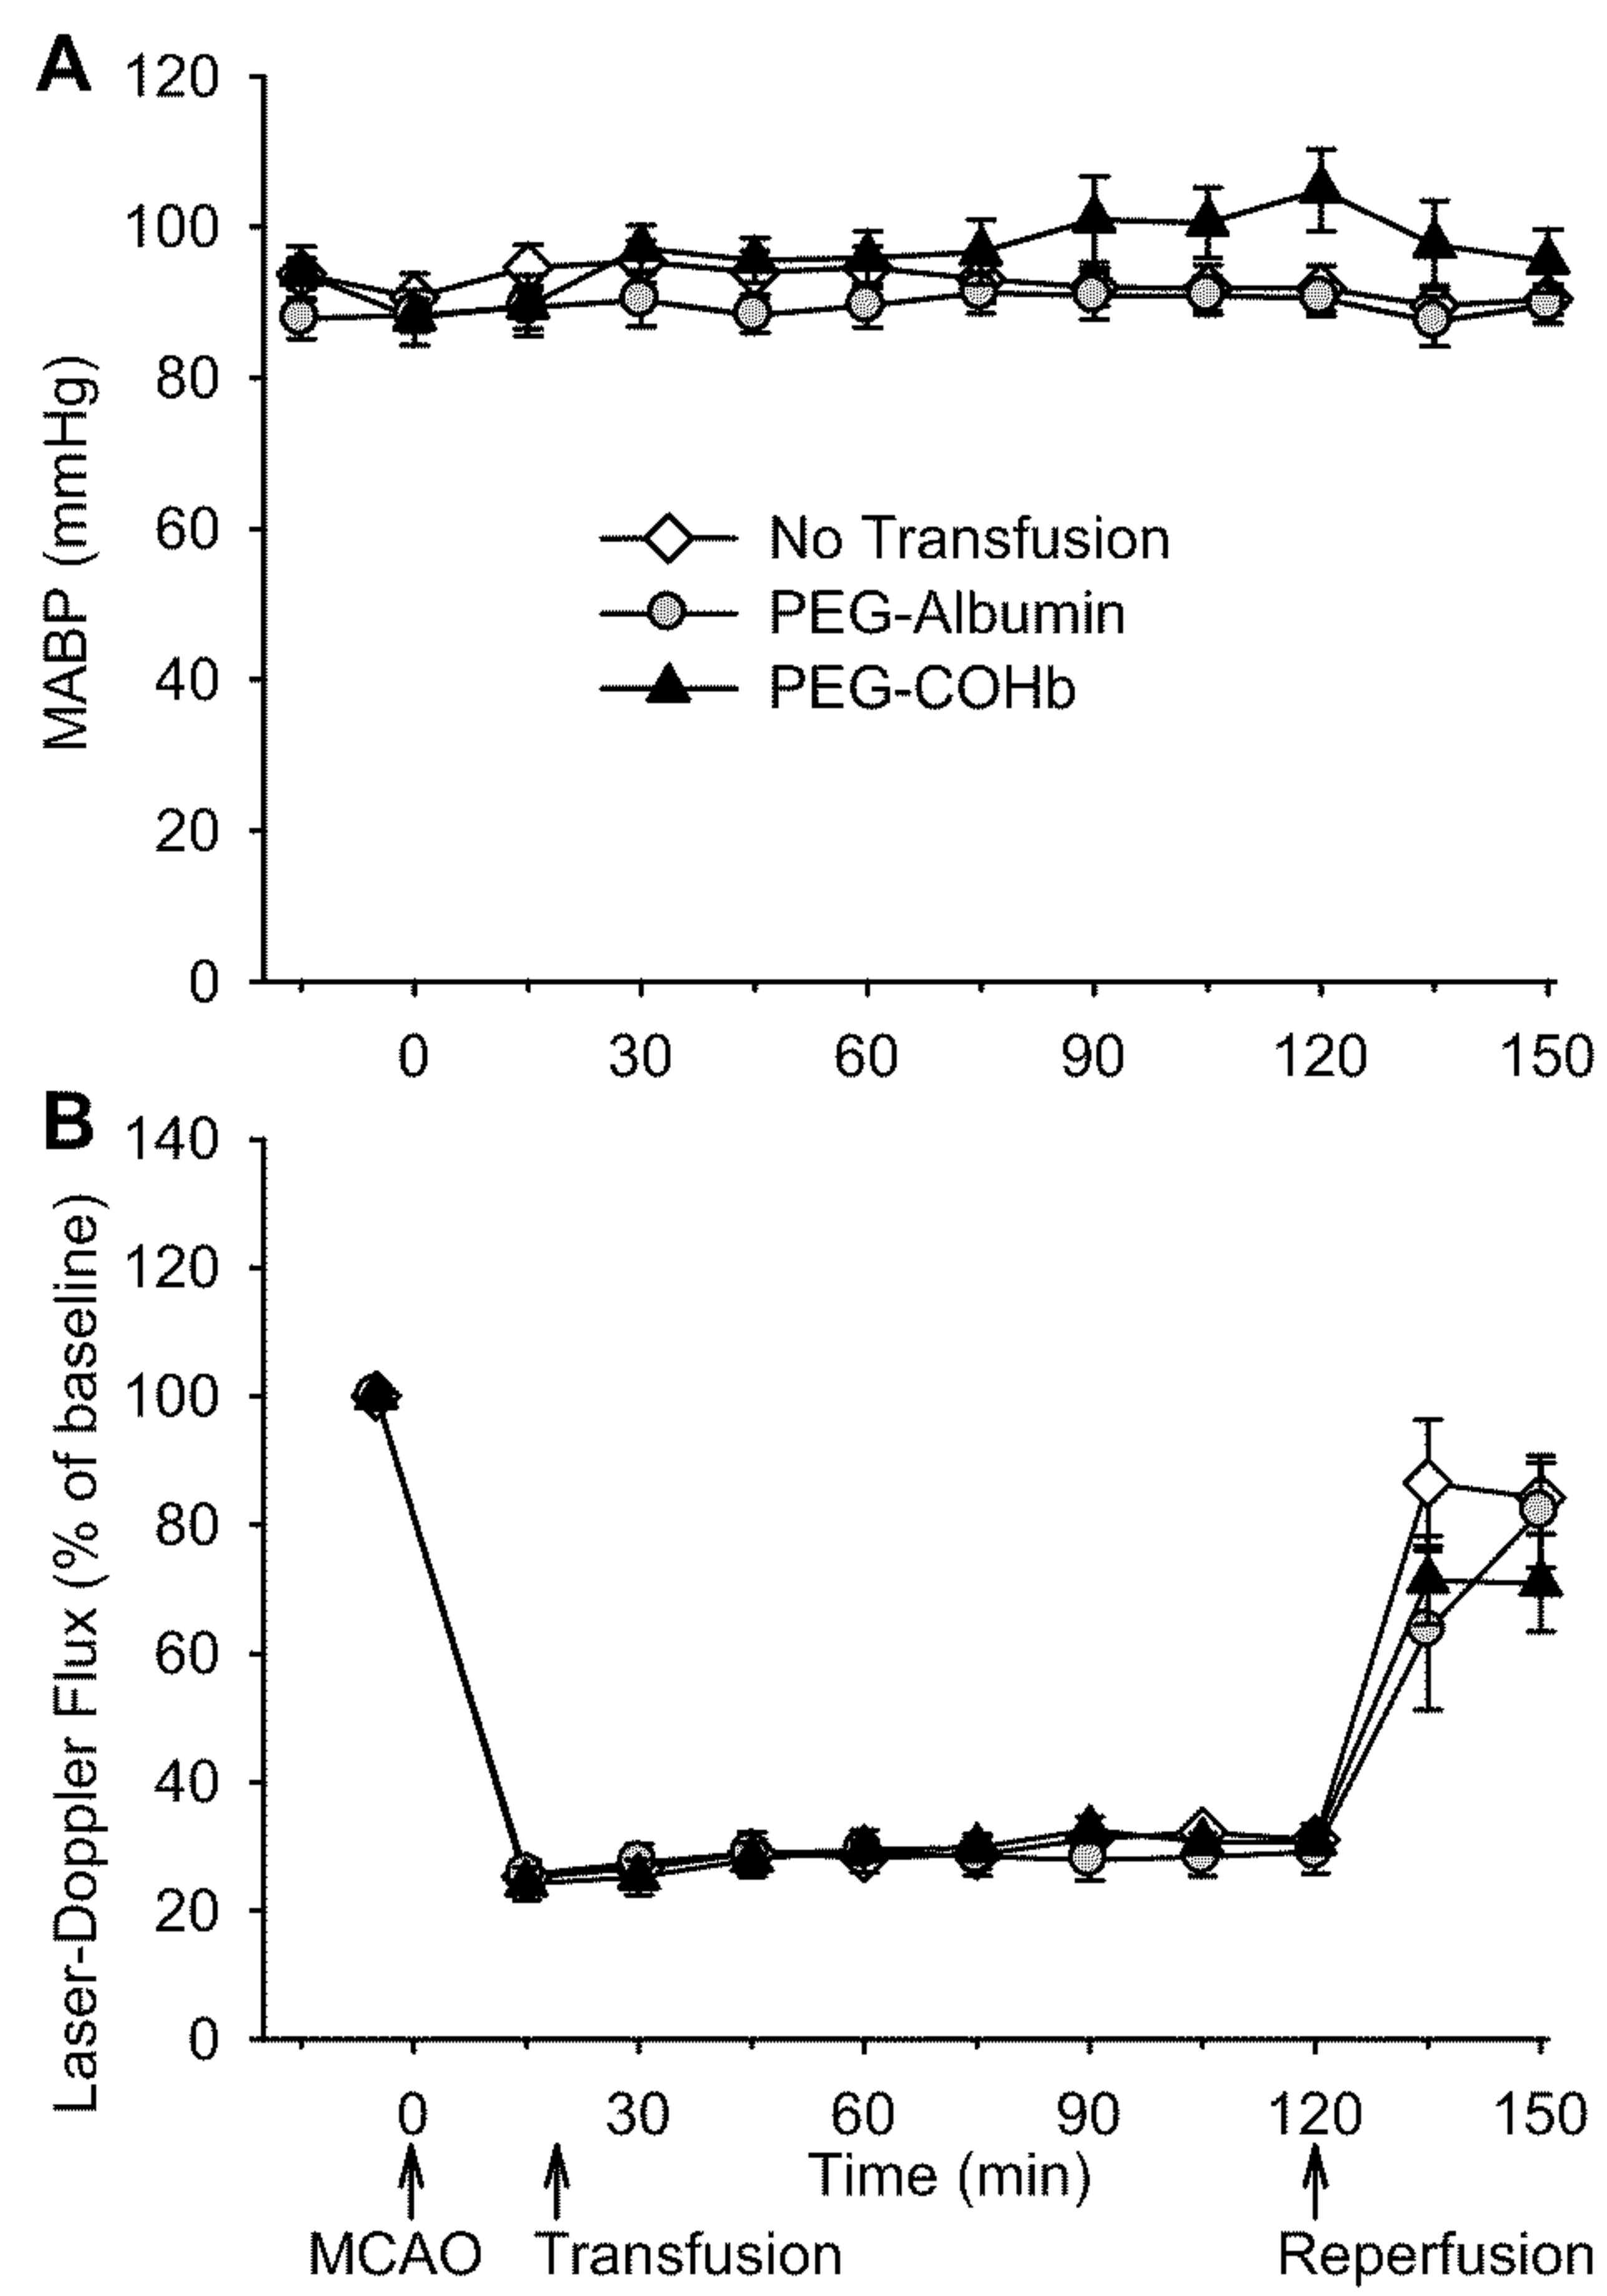 A
120
100
80
60
40
20
0
MABP (mmHg)
No Transfusion
PEG-Albumin
PEG-COHb
0 30 60 90 120 150
B
140
120
100
80
60
40
20
0
Laser-Doppler Flux (% of baseline)
0 30 60 90 120 150
Time (min)
MCAO Transfusion Reperfusion